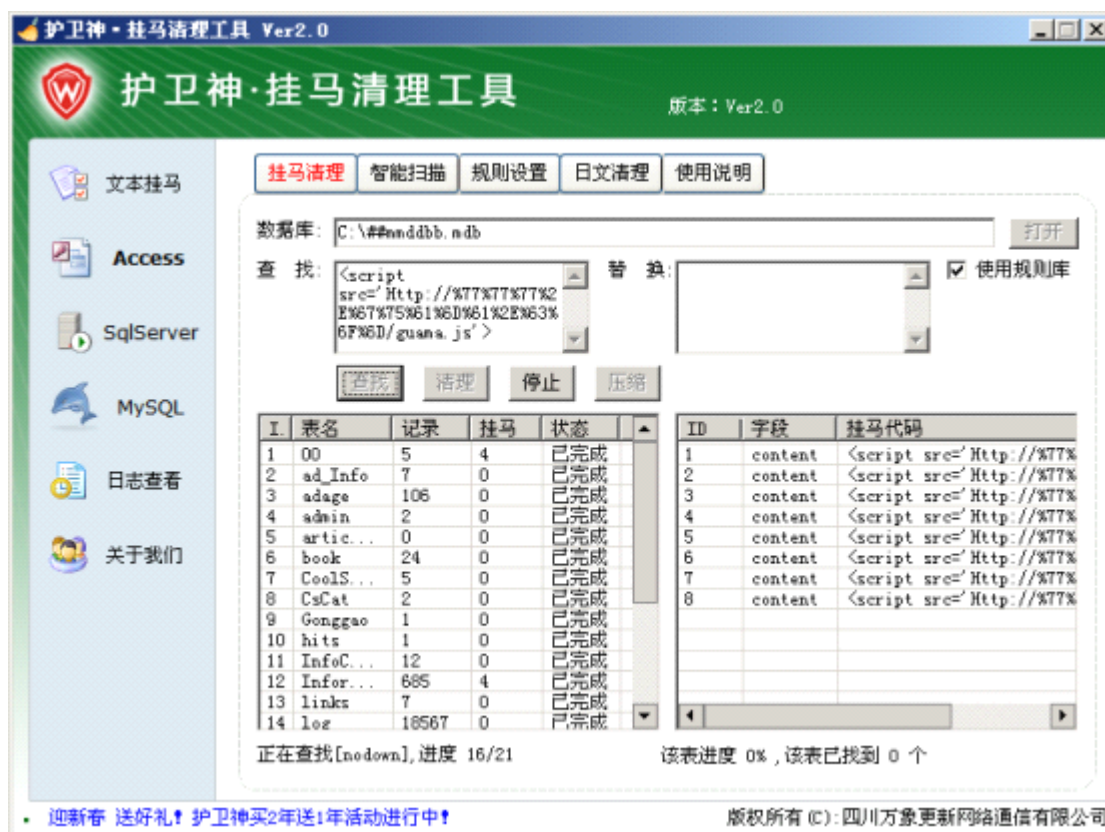 护卫神·挂马清理工具 Ver2.0
护卫神·挂马清理工具
版本：Ver2.0
文本挂马
Access
SqlServer
MySQL
日志查看
关于我们
挂马清理 智能扫描 规则设置 日文清理 使用说明
数据库: C:\##mmddbb.mdb 打开
查 找: <script
src='Http://%77%77%77%2
E%67%75%61%6D%61%2E%63%
6F%6D/guama.js'>
替 换:
使用规则库
查找 清理 停止 压缩
I. 表名 记录 挂马 状态
1 00 5 4 已完成
2 ad_Info 7 0 已完成
3 adage 106 0 已完成
4 admin 2 0 已完成
5 artic... 0 0 已完成
6 book 24 0 已完成
7 CoolS... 5 0 已完成
8 CsCat 2 0 已完成
9 Gonggao 1 0 已完成
10 hits 1 0 已完成
11 InfoC... 12 0 已完成
12 Infor... 685 4 已完成
13 links 7 0 已完成
14 log 18567 0 已完成
ID 字段 挂马代码
1 content <script src='Http://%77%
2 content <script src='Http://%77%
3 content <script src='Http://%77%
4 content <script src='Http://%77%
5 content <script src='Http://%77%
6 content <script src='Http://%77%
7 content <script src='Http://%77%
8 content <script src='Http://%77%
正在查找[nodown],进度 16/21
该表进度 0% ,该表已找到 0 个
迎新春 送好礼! 护卫神买2年送1年活动进行中!
版权所有(C):四川万象更新网络通信有限公司